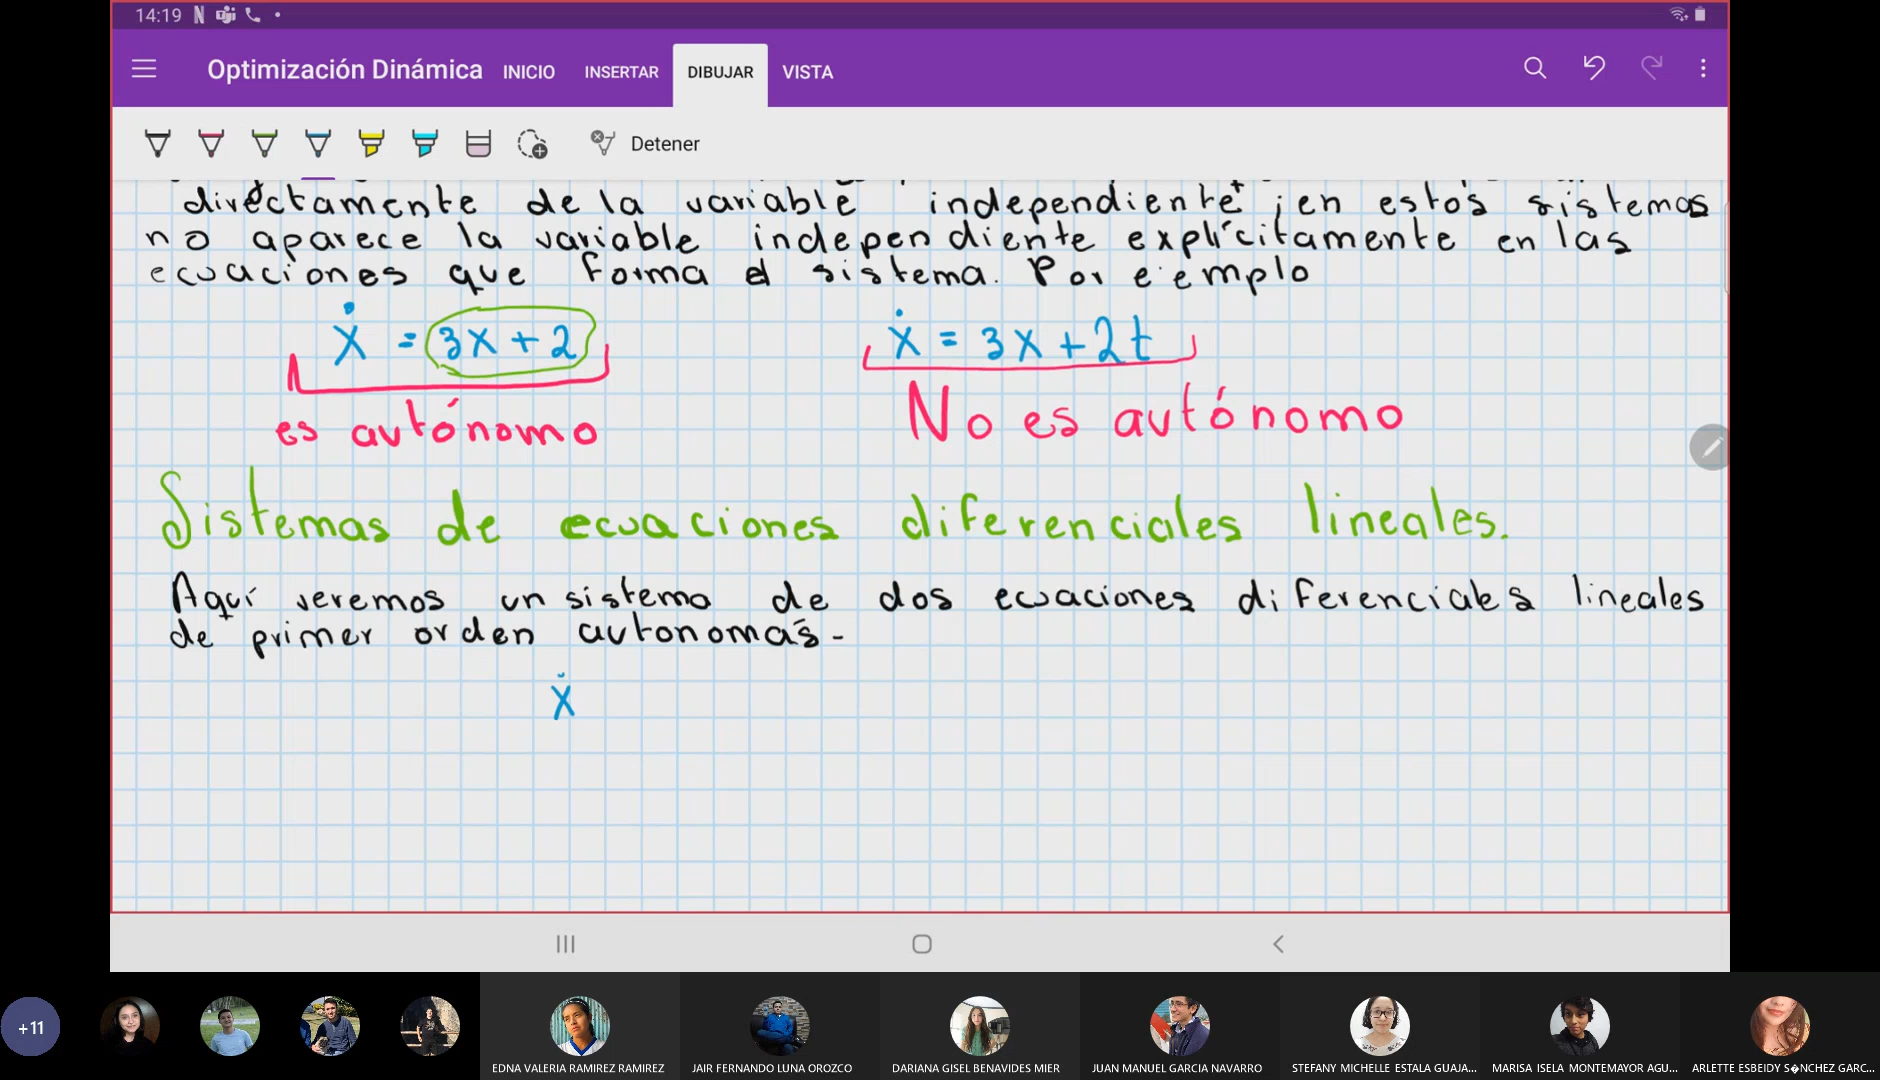 14:19
Optimización Dinámica INICIO INSERTAR DIBUJAR VISTA
Detener
directamente de la variable independiente ; en estos sistemas
no aparece la variable independiente explícitamente en las
ecuaciones que forma el sistema. Por ejemplo
ẋ = 3x + 2
ẋ = 3x + 2t
es autónomo
No es autónomo
Sistemas de ecuaciones diferenciales lineales.
Aquí veremos un sistema de dos ecuaciones diferenciales lineales
de primer orden autonomas.
ẋ
+11
EDNA VALERIA RAMIREZ RAMIREZ
JAIR FERNANDO LUNA OROZCO
DARIANA GISEL BENAVIDES MIER
JUAN MANUEL GARCIA NAVARRO
STEFANY MICHELLE ESTALA GUAJA...
MARISA ISELA MONTEMAYOR AGU...
ARLETTE ESBEIDY S�NCHEZ GARC...